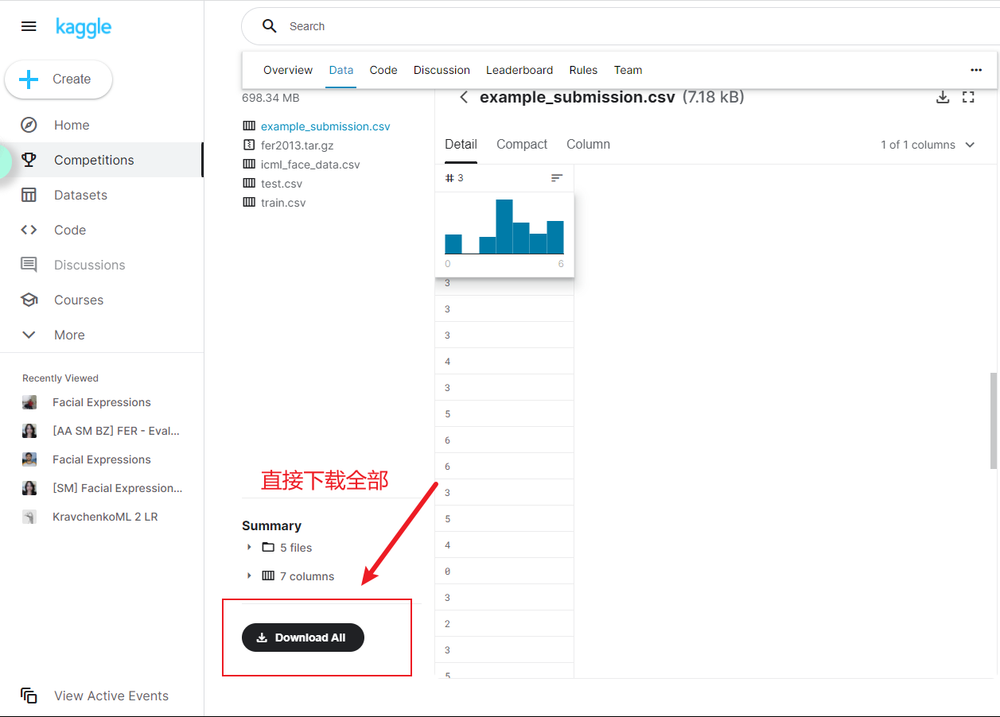 kaggle
Search
Create
Home
Competitions
Datasets
Code
Discussions
Courses
More
Recently Viewed
Facial Expressions
[AA SM BZ] FER - Eval...
Facial Expressions
[SM] Facial Expression...
KravchenkoML 2 LR
View Active Events
Overview Data Code Discussion Leaderboard Rules Team
698.34 MB
example_submission.csv
fer2013.tar.gz
icml_face_data.csv
test.csv
train.csv
直接下载全部
Summary
5 files
7 columns
Download All
example_submission.csv (7.18 kB)
Detail Compact Column 1 of 1 columns
# 3
0 6
3
3
3
4
3
5
6
6
3
5
4
0
3
2
3
5